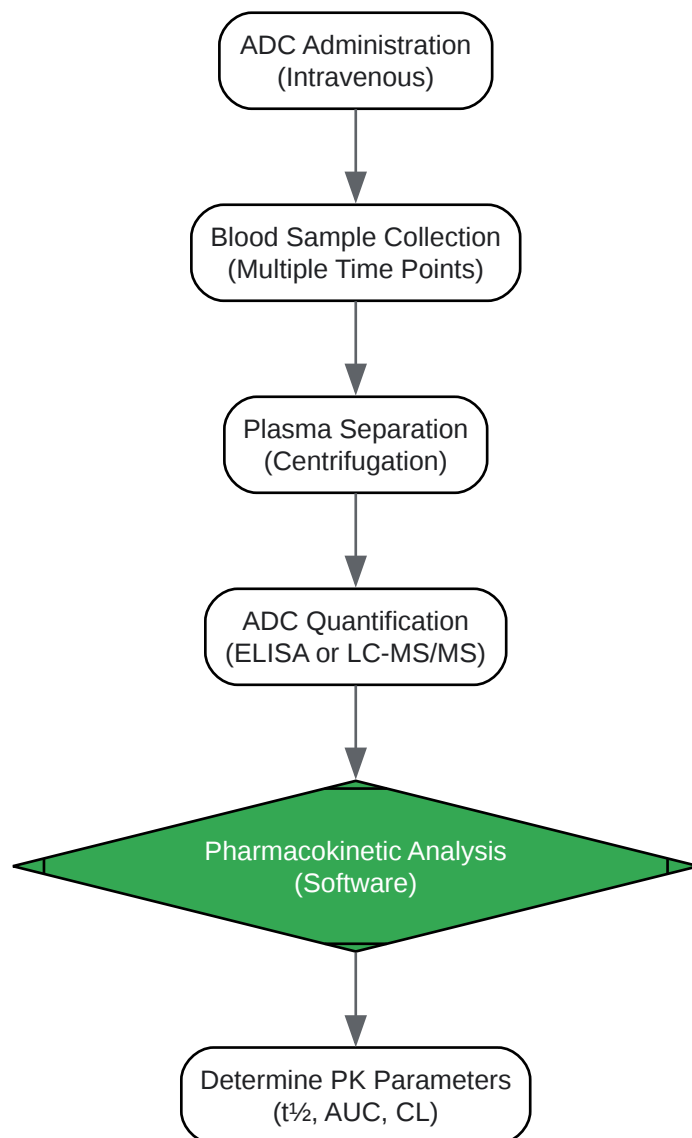 ADC Administration
(Intravenous)
Blood Sample Collection
(Multiple Time Points)
Plasma Separation
(Centrifugation)
ADC Quantification
(ELISA or LC-MS/MS)
Pharmacokinetic Analysis
(Software)
Determine PK Parameters
(t½, AUC, CL)